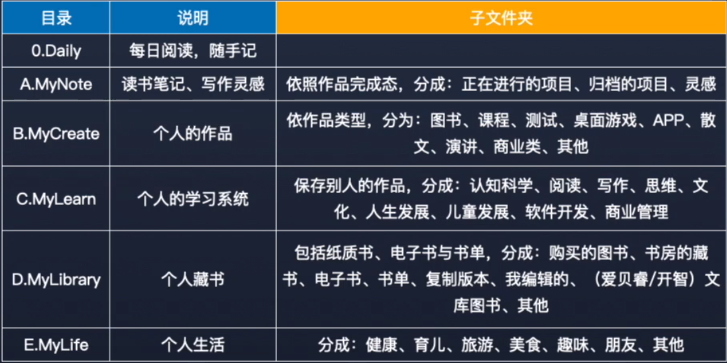 目录 说明 子文件夹
0.Daily 每日阅读，随手记
A.MyNote 读书笔记、写作灵感 依照作品完成态，分成：正在进行的项目、归档的项目、灵感
B.MyCreate 个人的作品 依作品类型，分为：图书、课程、测试、桌面游戏、APP、散
文、演讲、商业类、其他
C.MyLearn 个人的学习系统 保存别人的作品，分成：认知科学、阅读、写作、思维、文
化、人生发展、儿童发展、软件开发、商业管理
D.MyLibrary 个人藏书 包括纸质书、电子书与书单，分成：购买的图书、书房的藏
书、电子书、书单、复制版本、我编辑的、（爱贝睿/开智）文
库图书、其他
E.MyLife 个人生活 分成：健康、育儿、旅游、美食、趣味、朋友、其他